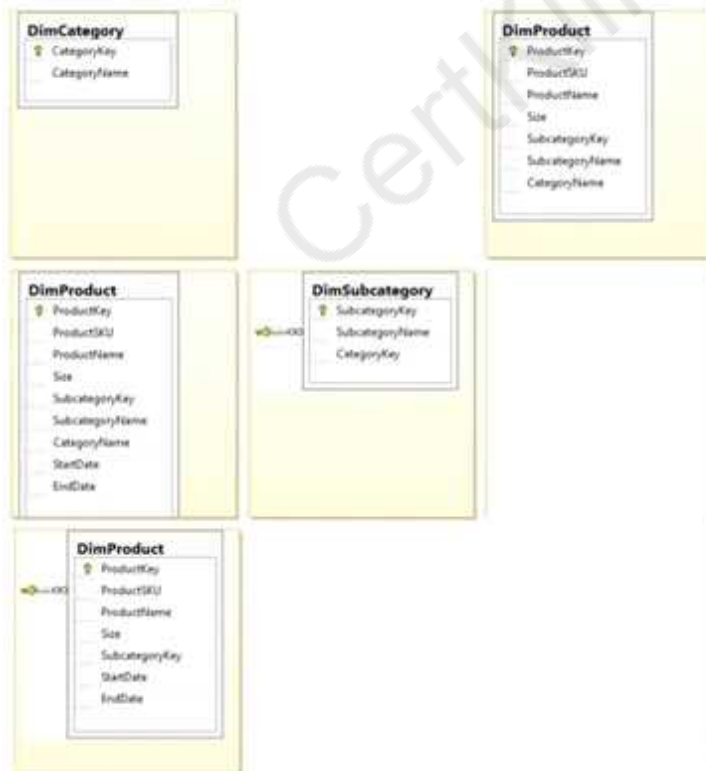 DimCategory
CategoryKey
CategoryName
DimProduct
ProductKey
ProductSKU
ProductName
Size
SubcategoryKey
SubcategoryName
CategoryName
DimProduct
ProductKey
ProductSKU
ProductName
Size
SubcategoryKey
SubcategoryName
CategoryName
StartDate
EndDate
DimSubcategory
SubcategoryKey
SubcategoryName
CategoryKey
DimProduct
ProductKey
ProductSKU
ProductName
Size
SubcategoryKey
StartDate
EndDate